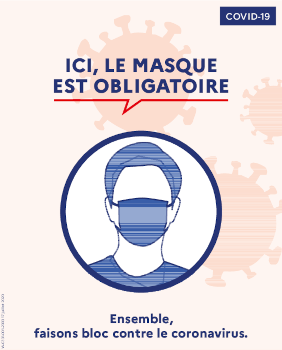 COVID-19
ICI, LE MASQUE
EST OBLIGATOIRE
Ensemble,
faisons bloc contre le coronavirus.